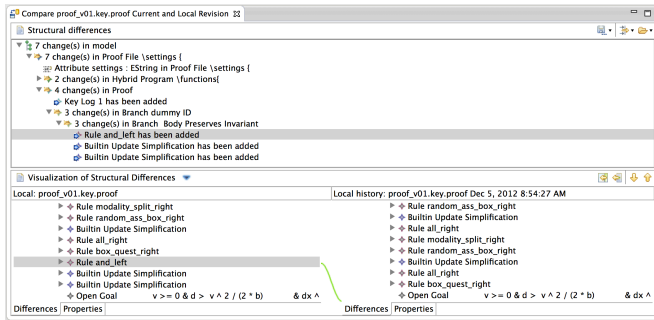 Compare proof_v01.key.proof Current and Local Revision
Structural differences
7 change(s) in model
7 change(s) in Proof File \settings {
Attribute settings : EString in Proof File \settings {
2 change(s) in Hybrid Program \functions{
4 change(s) in Proof
Key Log 1 has been added
3 change(s) in Branch dummy ID
3 change(s) in Branch  Body Preserves Invariant
Rule and_left has been added
Builtin Update Simplification has been added
Builtin Update Simplification has been added
Visualization of Structural Differences
Local: proof_v01.key.proof
Local history: proof_v01.key.proof Dec 5, 2012 8:54:27 AM
Rule modality_split_right
Rule random_ass_box_right
Builtin Update Simplification
Rule all_right
Rule box_quest_right
Rule and_left
Builtin Update Simplification
Builtin Update Simplification
Open Goal v >= 0 & d > v ^ 2 / (2 * b) & dx ^
Rule random_ass_box_right
Builtin Update Simplification
Rule all_right
Rule modality_split_right
Rule random_ass_box_right
Builtin Update Simplification
Rule all_right
Rule box_quest_right
Open Goal v >= 0 & d > v ^ 2 / (2 * b) & dx ^
Differences Properties
Differences Properties